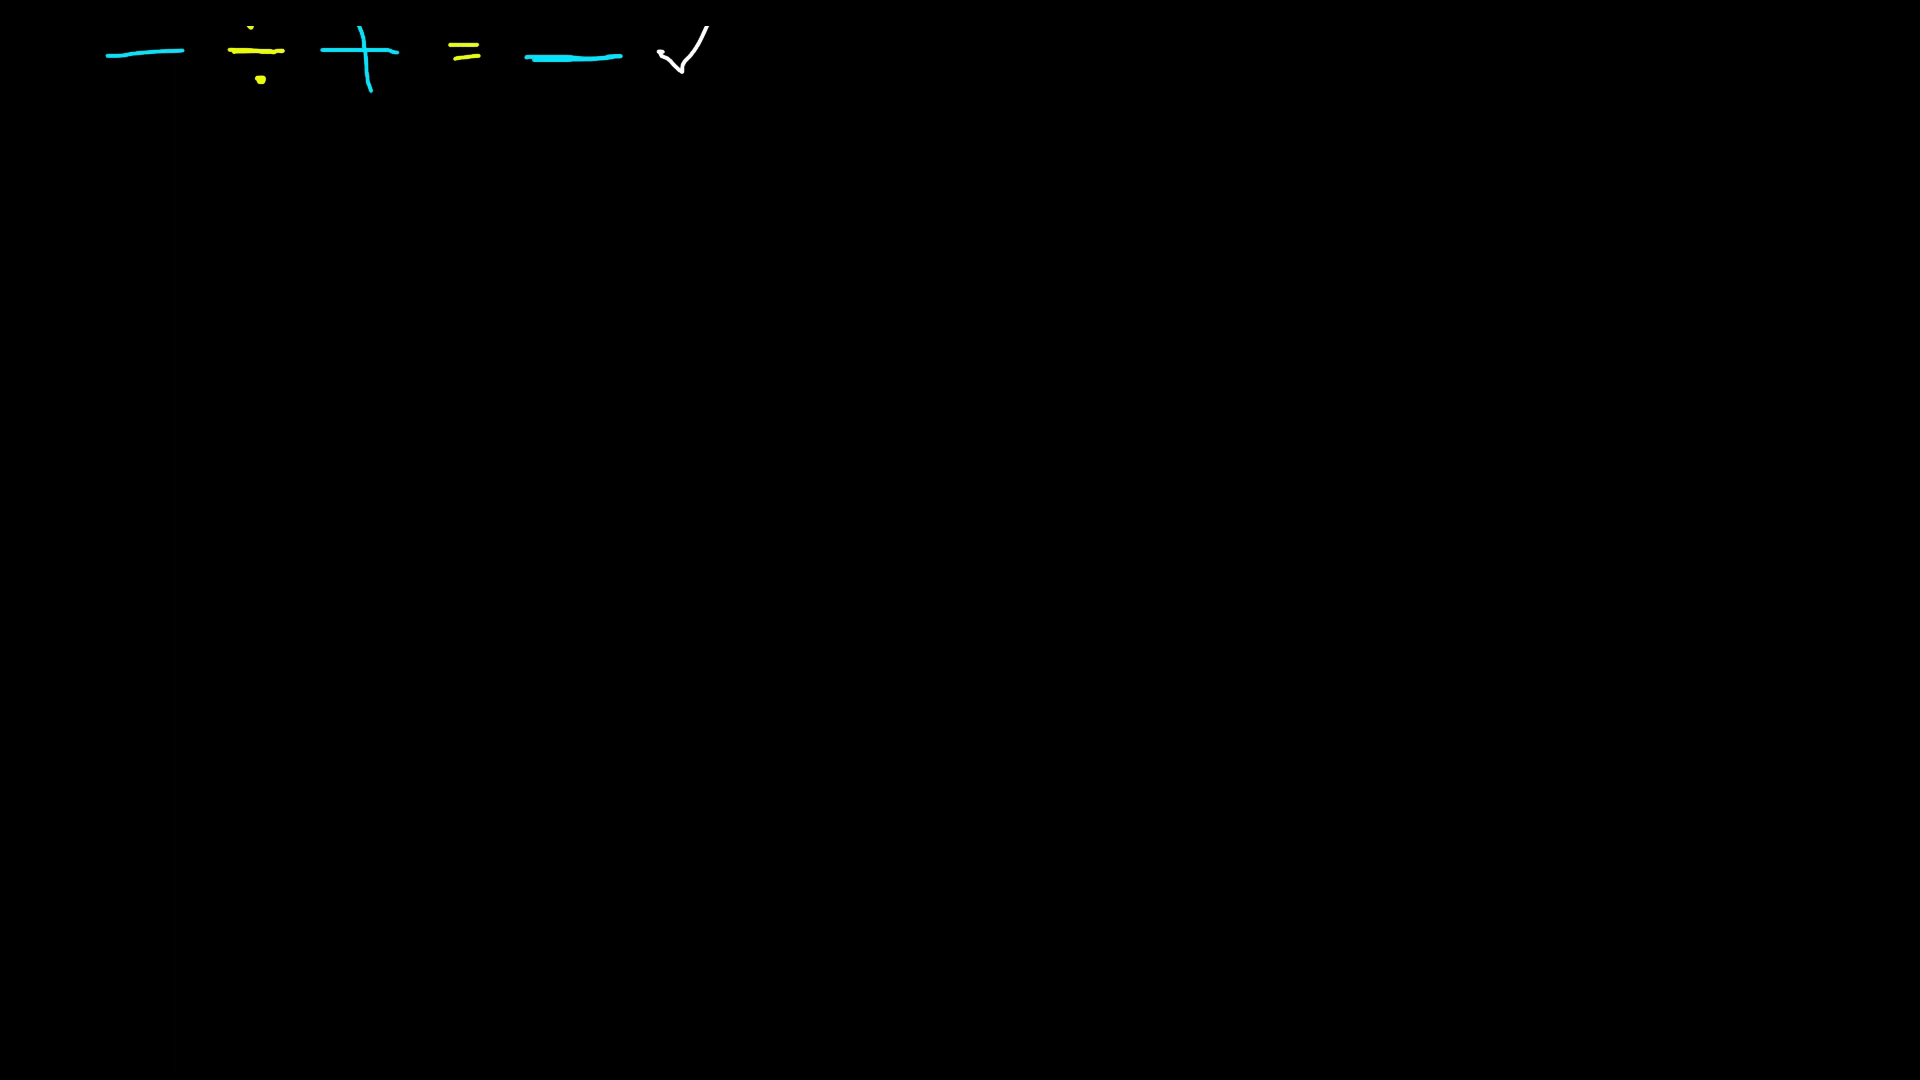 − ÷ + = − ✓